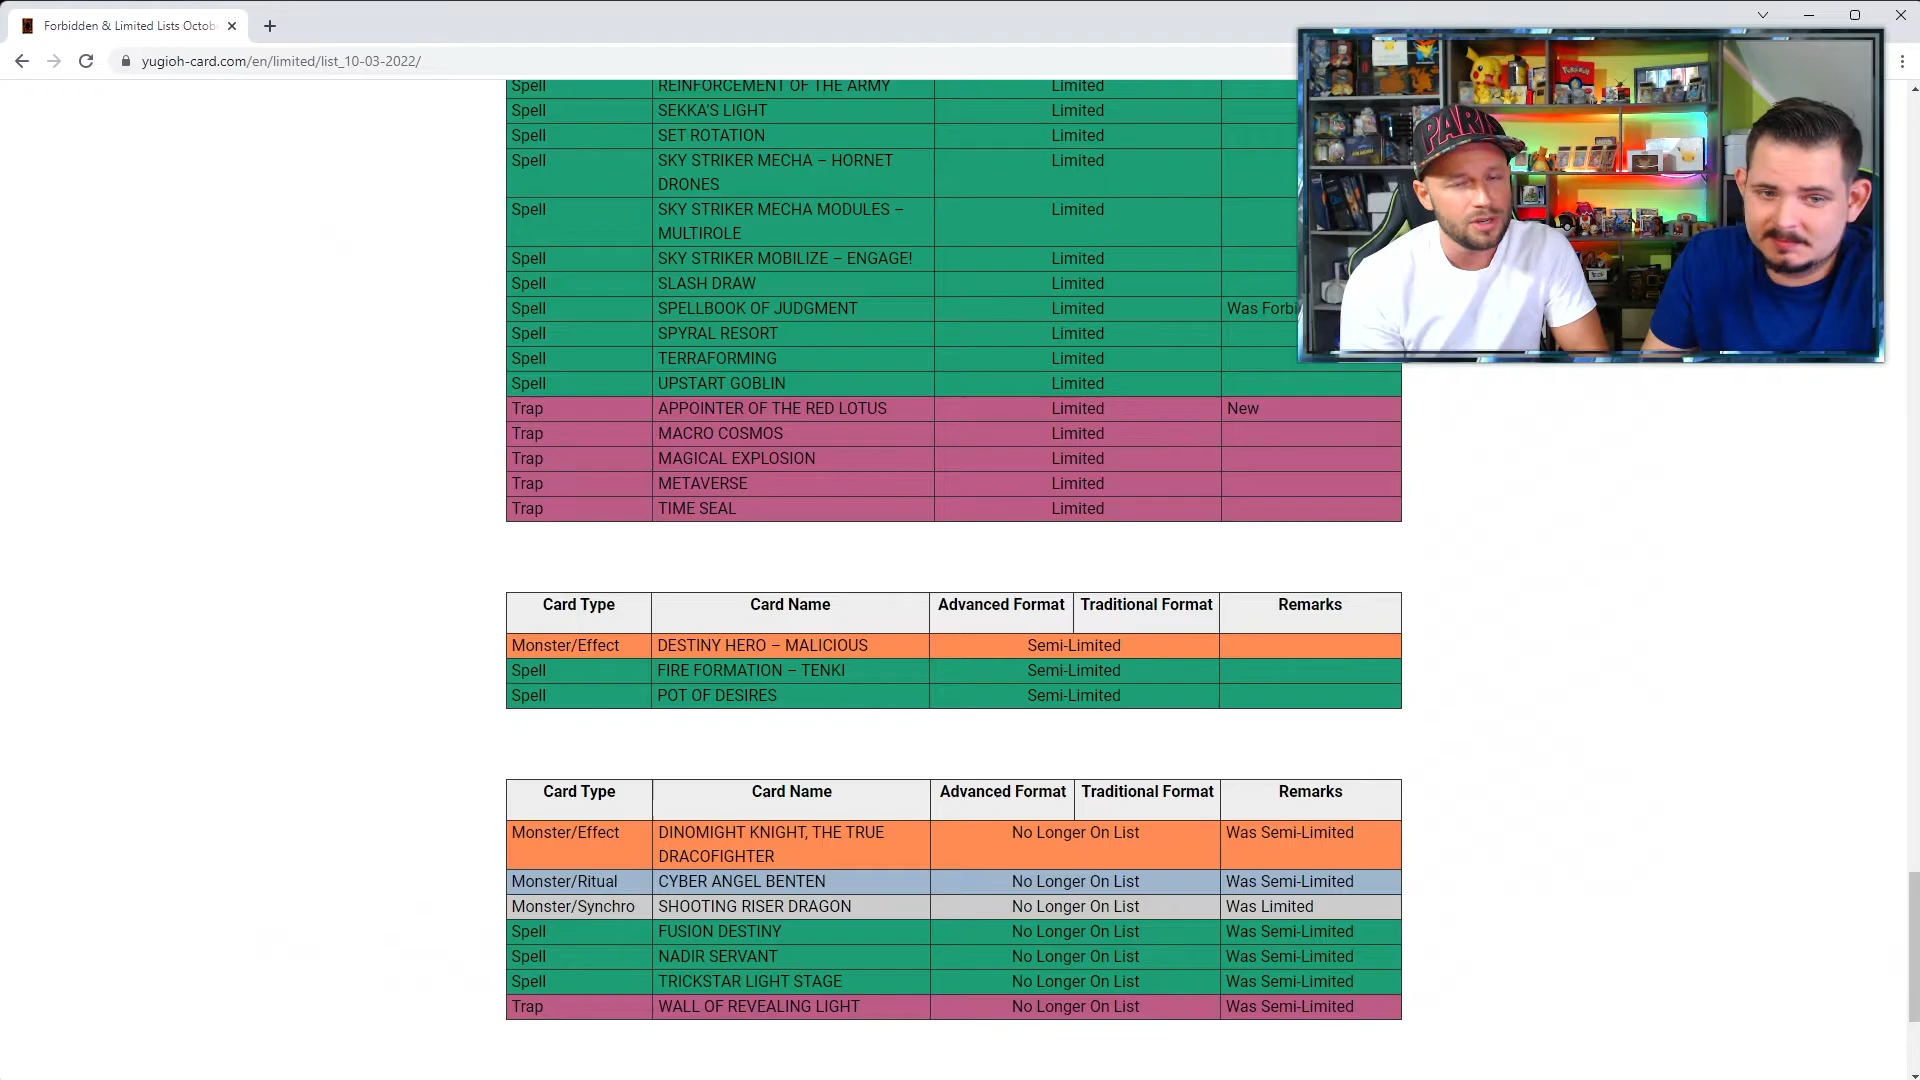 Forbidden & Limited Lists Octob
yugioh-card.com/en/limited/list_10-03-2022/
Spell REINFORCEMENT OF THE ARMY Limited
Spell SEKKA'S LIGHT Limited
Spell SET ROTATION Limited
Spell SKY STRIKER MECHA – HORNET Limited
DRONES
Spell SKY STRIKER MECHA MODULES – Limited
MULTIROLE
Spell SKY STRIKER MOBILIZE – ENGAGE! Limited
Spell SLASH DRAW Limited
Spell SPELLBOOK OF JUDGMENT Limited Was Forbi
Spell SPYRAL RESORT Limited
Spell TERRAFORMING Limited
Spell UPSTART GOBLIN Limited
Trap APPOINTER OF THE RED LOTUS Limited New
Trap MACRO COSMOS Limited
Trap MAGICAL EXPLOSION Limited
Trap METAVERSE Limited
Trap TIME SEAL Limited
Card Type Card Name Advanced Format Traditional Format Remarks
Monster/Effect DESTINY HERO – MALICIOUS Semi-Limited
Spell FIRE FORMATION – TENKI Semi-Limited
Spell POT OF DESIRES Semi-Limited
Card Type Card Name Advanced Format Traditional Format Remarks
Monster/Effect DINOMIGHT KNIGHT, THE TRUE No Longer On List Was Semi-Limited
DRACOFIGHTER
Monster/Ritual CYBER ANGEL BENTEN No Longer On List Was Semi-Limited
Monster/Synchro SHOOTING RISER DRAGON No Longer On List Was Limited
Spell FUSION DESTINY No Longer On List Was Semi-Limited
Spell NADIR SERVANT No Longer On List Was Semi-Limited
Spell TRICKSTAR LIGHT STAGE No Longer On List Was Semi-Limited
Trap WALL OF REVEALING LIGHT No Longer On List Was Semi-Limited
PARIS